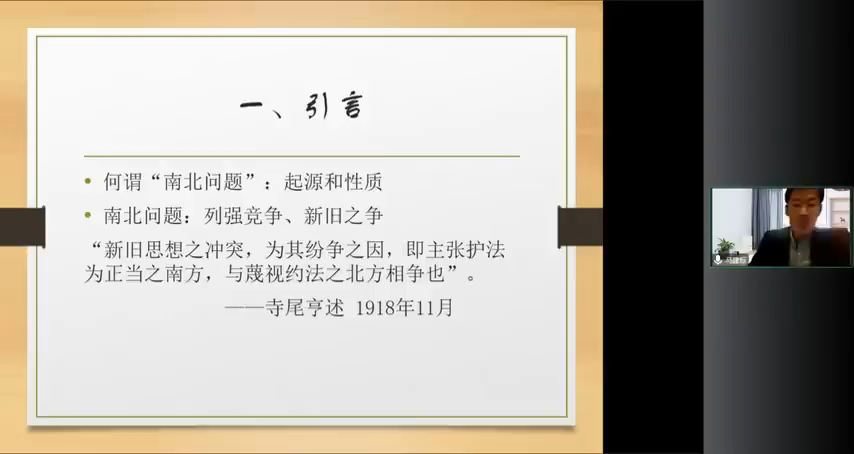 一、引言
• 何谓“南北问题”：起源和性质
• 南北问题：列强竞争、新旧之争
“新旧思想之冲突，为其纷争之因，即主张护法
为正当之南方，与蔑视约法之北方相争也”。
——寺尾亨述 1918年11月